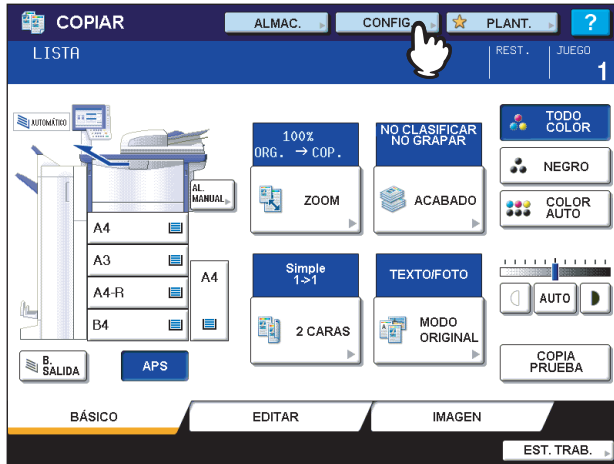 COPIAR
ALMAC.
CONFIG.
PLANT.
?
LISTA
REST.
JUEGO
1
AUTOMÁTICO
AL.
MANUAL
A4
A3
A4-R
B4
A4
B.
SALIDA
APS
100%
ORG. → COP.
ZOOM
NO CLASIFICAR
NO GRAPAR
ACABADO
Simple
1->1
2 CARAS
TEXTO/FOTO
MODO
ORIGINAL
TODO
COLOR
NEGRO
COLOR
AUTO
AUTO
COPIA
PRUEBA
BÁSICO
EDITAR
IMAGEN
EST. TRAB.